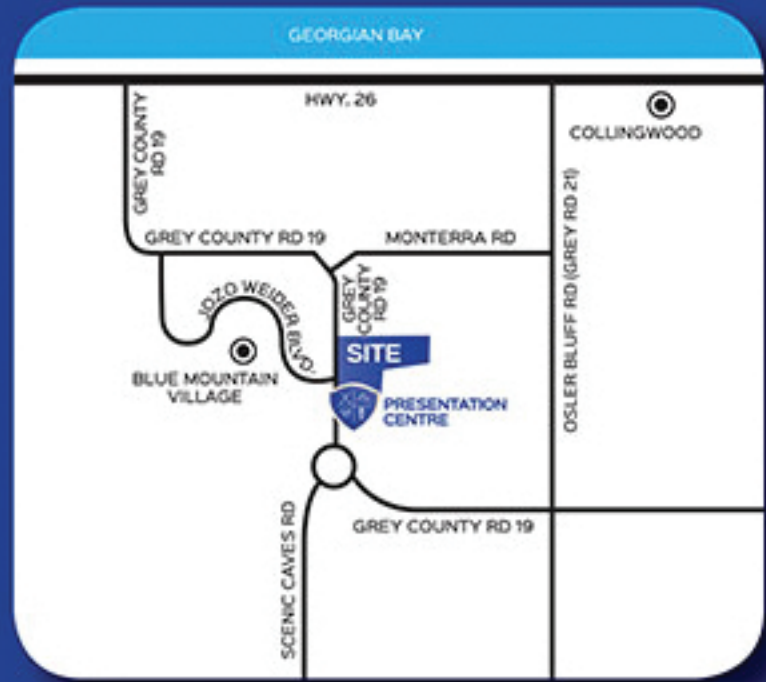 GEORGIAN BAY
HWY. 26
COLLINGWOOD
GREY COUNTY
RD 19
GREY COUNTY RD 19
MONTERRA RD
OSLER BLUFF RD (GREY RD 21)
JOZO WEIDER BLVD.
GREY
COUNTY
RD 19
SITE
BLUE MOUNTAIN
VILLAGE
PRESENTATION
CENTRE
SCENIC CAVES RD
GREY COUNTY RD 19